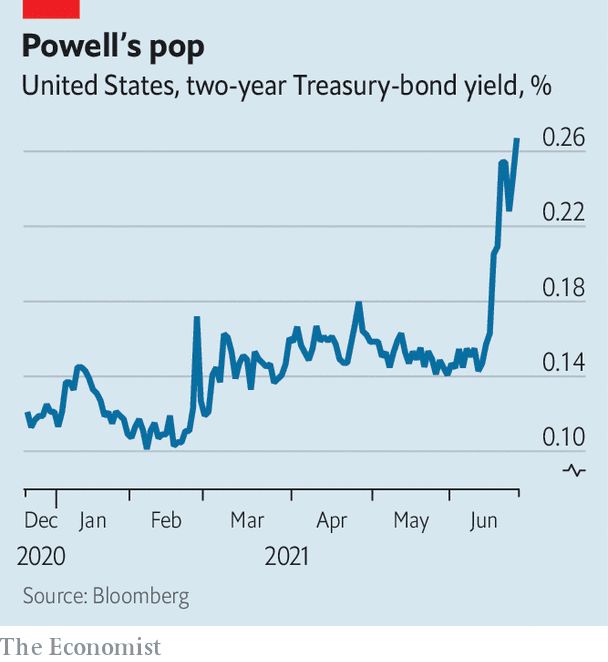 Powell’s pop
United States, two-year Treasury-bond yield, %
0.26
0.22
0.18
0.14
0.10
Dec Jan Feb Mar Apr May Jun
2020 2021
Source: Bloomberg
The Economist